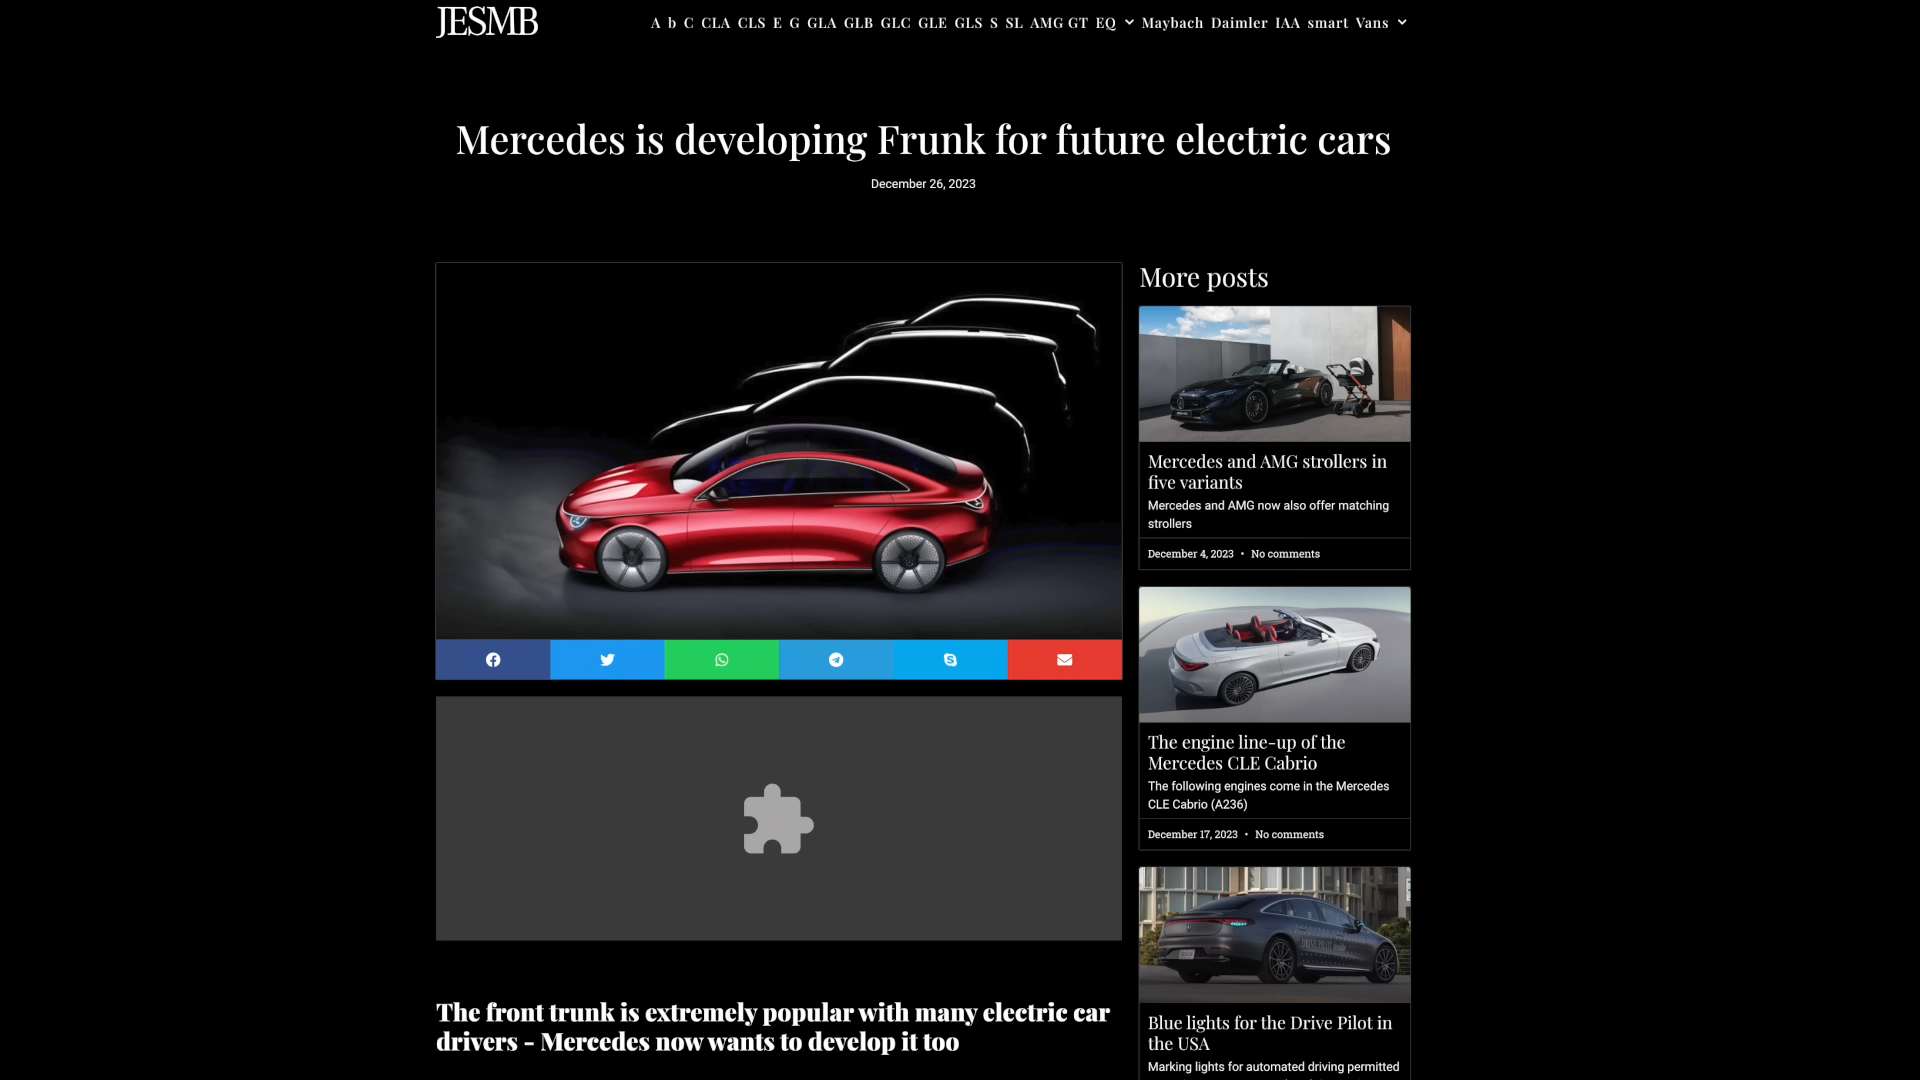 JESMB
A b C CLA CLS E G GLA GLB GLC GLE GLS S SL AMG GT EQ Maybach Daimler IAA smart Vans
Mercedes is developing Frunk for future electric cars
December 26, 2023
More posts
Mercedes and AMG strollers in
five variants
Mercedes and AMG now also offer matching
strollers
December 4, 2023 • No comments
The engine line-up of the
Mercedes CLE Cabrio
The following engines come in the Mercedes
CLE Cabrio (A236)
December 17, 2023 • No comments
The front trunk is extremely popular with many electric car
drivers - Mercedes now wants to develop it too
DRIVE PILOT
Blue lights for the Drive Pilot in
the USA
Marking lights for automated driving permitted